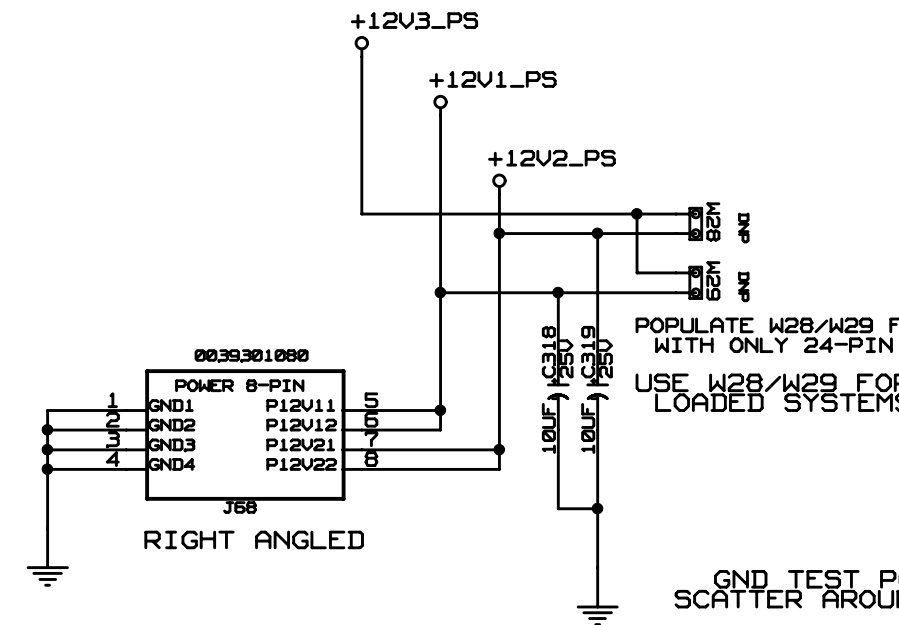 +12V3_PS
+12V1_PS
+12V2_PS
W28
DNP
W29
DNP
POPULATE W28/W29 F
WITH ONLY 24-PIN
USE W28/W29 FOR
LOADED SYSTEMS
C318
25V
10UF
C319
25V
10UF
0039301080
POWER 8-PIN
1 GND1 P12V11 5
2 GND2 P12V12 6
3 GND3 P12V21 7
4 GND4 P12V22 8
J68
RIGHT ANGLED
GND TEST PO
SCATTER AROUN